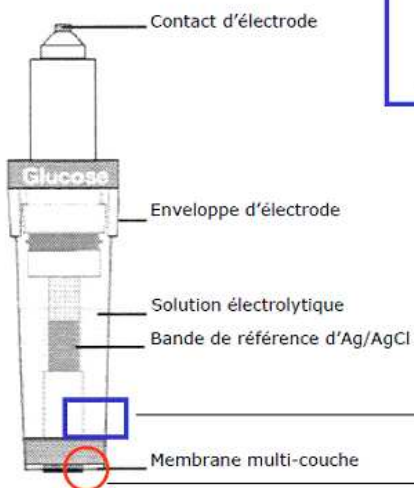 Contact d'électrode
Glucose
Enveloppe d'électrode
Solution électrolytique
Bande de référence d'Ag/AgCl
Membrane multi-couche